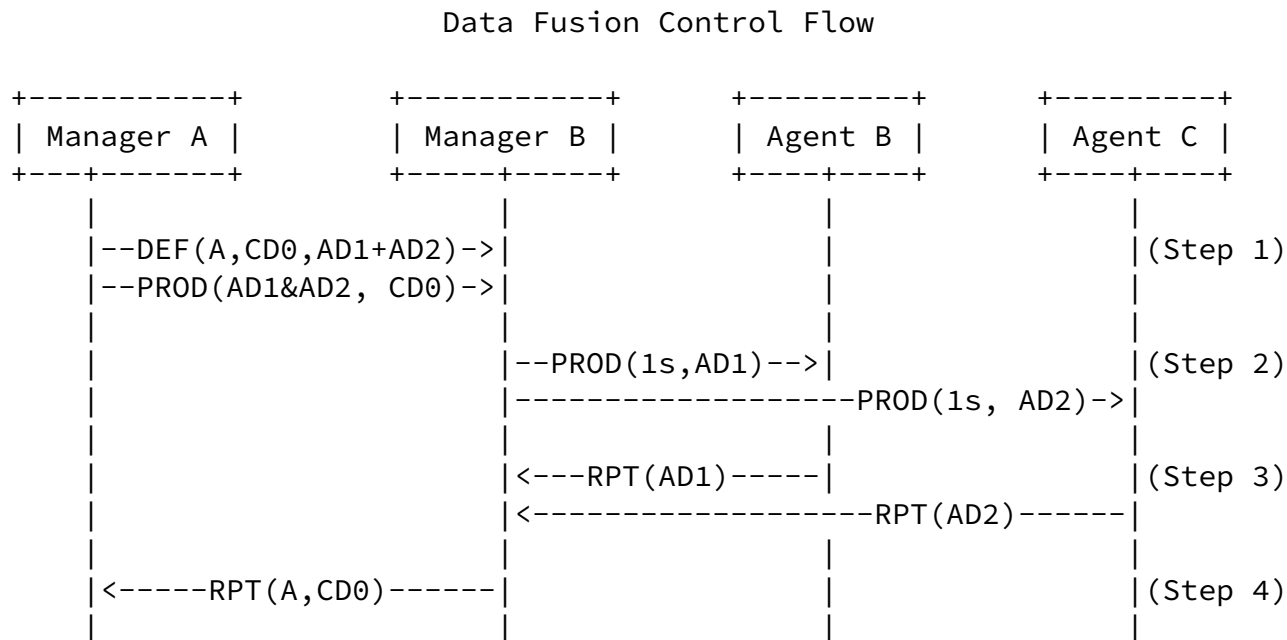 Data Fusion Control Flow
Manager A Manager B Agent B Agent C
DEF(A,CD0,AD1+AD2) (Step 1)
PROD(AD1&AD2, CD0)
PROD(1s,AD1) (Step 2)
PROD(1s, AD2)
RPT(AD1) (Step 3)
RPT(AD2)
RPT(A,CD0) (Step 4)